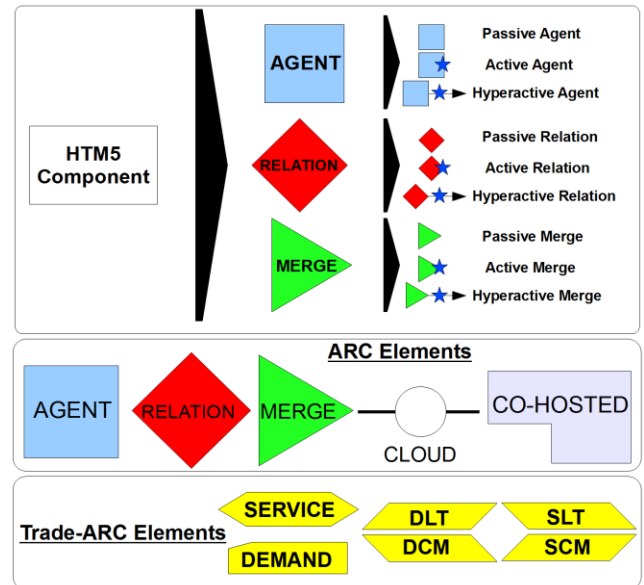 HTM5
Component
AGENT
Passive Agent
Active Agent
Hyperactive Agent
RELATION
Passive Relation
Active Relation
Hyperactive Relation
MERGE
Passive Merge
Active Merge
Hyperactive Merge
ARC Elements
AGENT
RELATION
MERGE
CLOUD
CO-HOSTED
Trade-ARC Elements
SERVICE
DEMAND
DLT
DCM
SLT
SCM